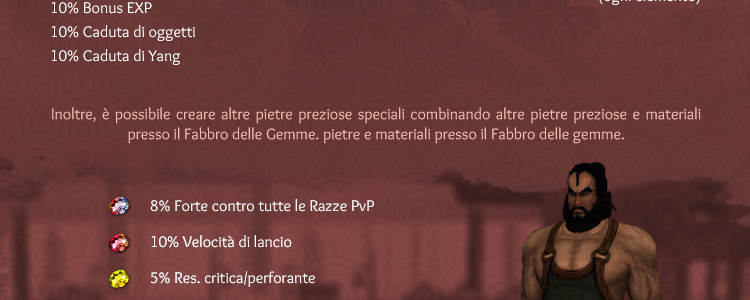 (ogni elemento)
10% Bonus EXP
10% Caduta di oggetti
10% Caduta di Yang
Inoltre, è possibile creare altre pietre preziose speciali combinando altre pietre preziose e materiali
presso il Fabbro delle Gemme. pietre e materiali presso il Fabbro delle gemme.
8% Forte contro tutte le Razze PvP
10% Velocità di lancio
5% Res. critica/perforante